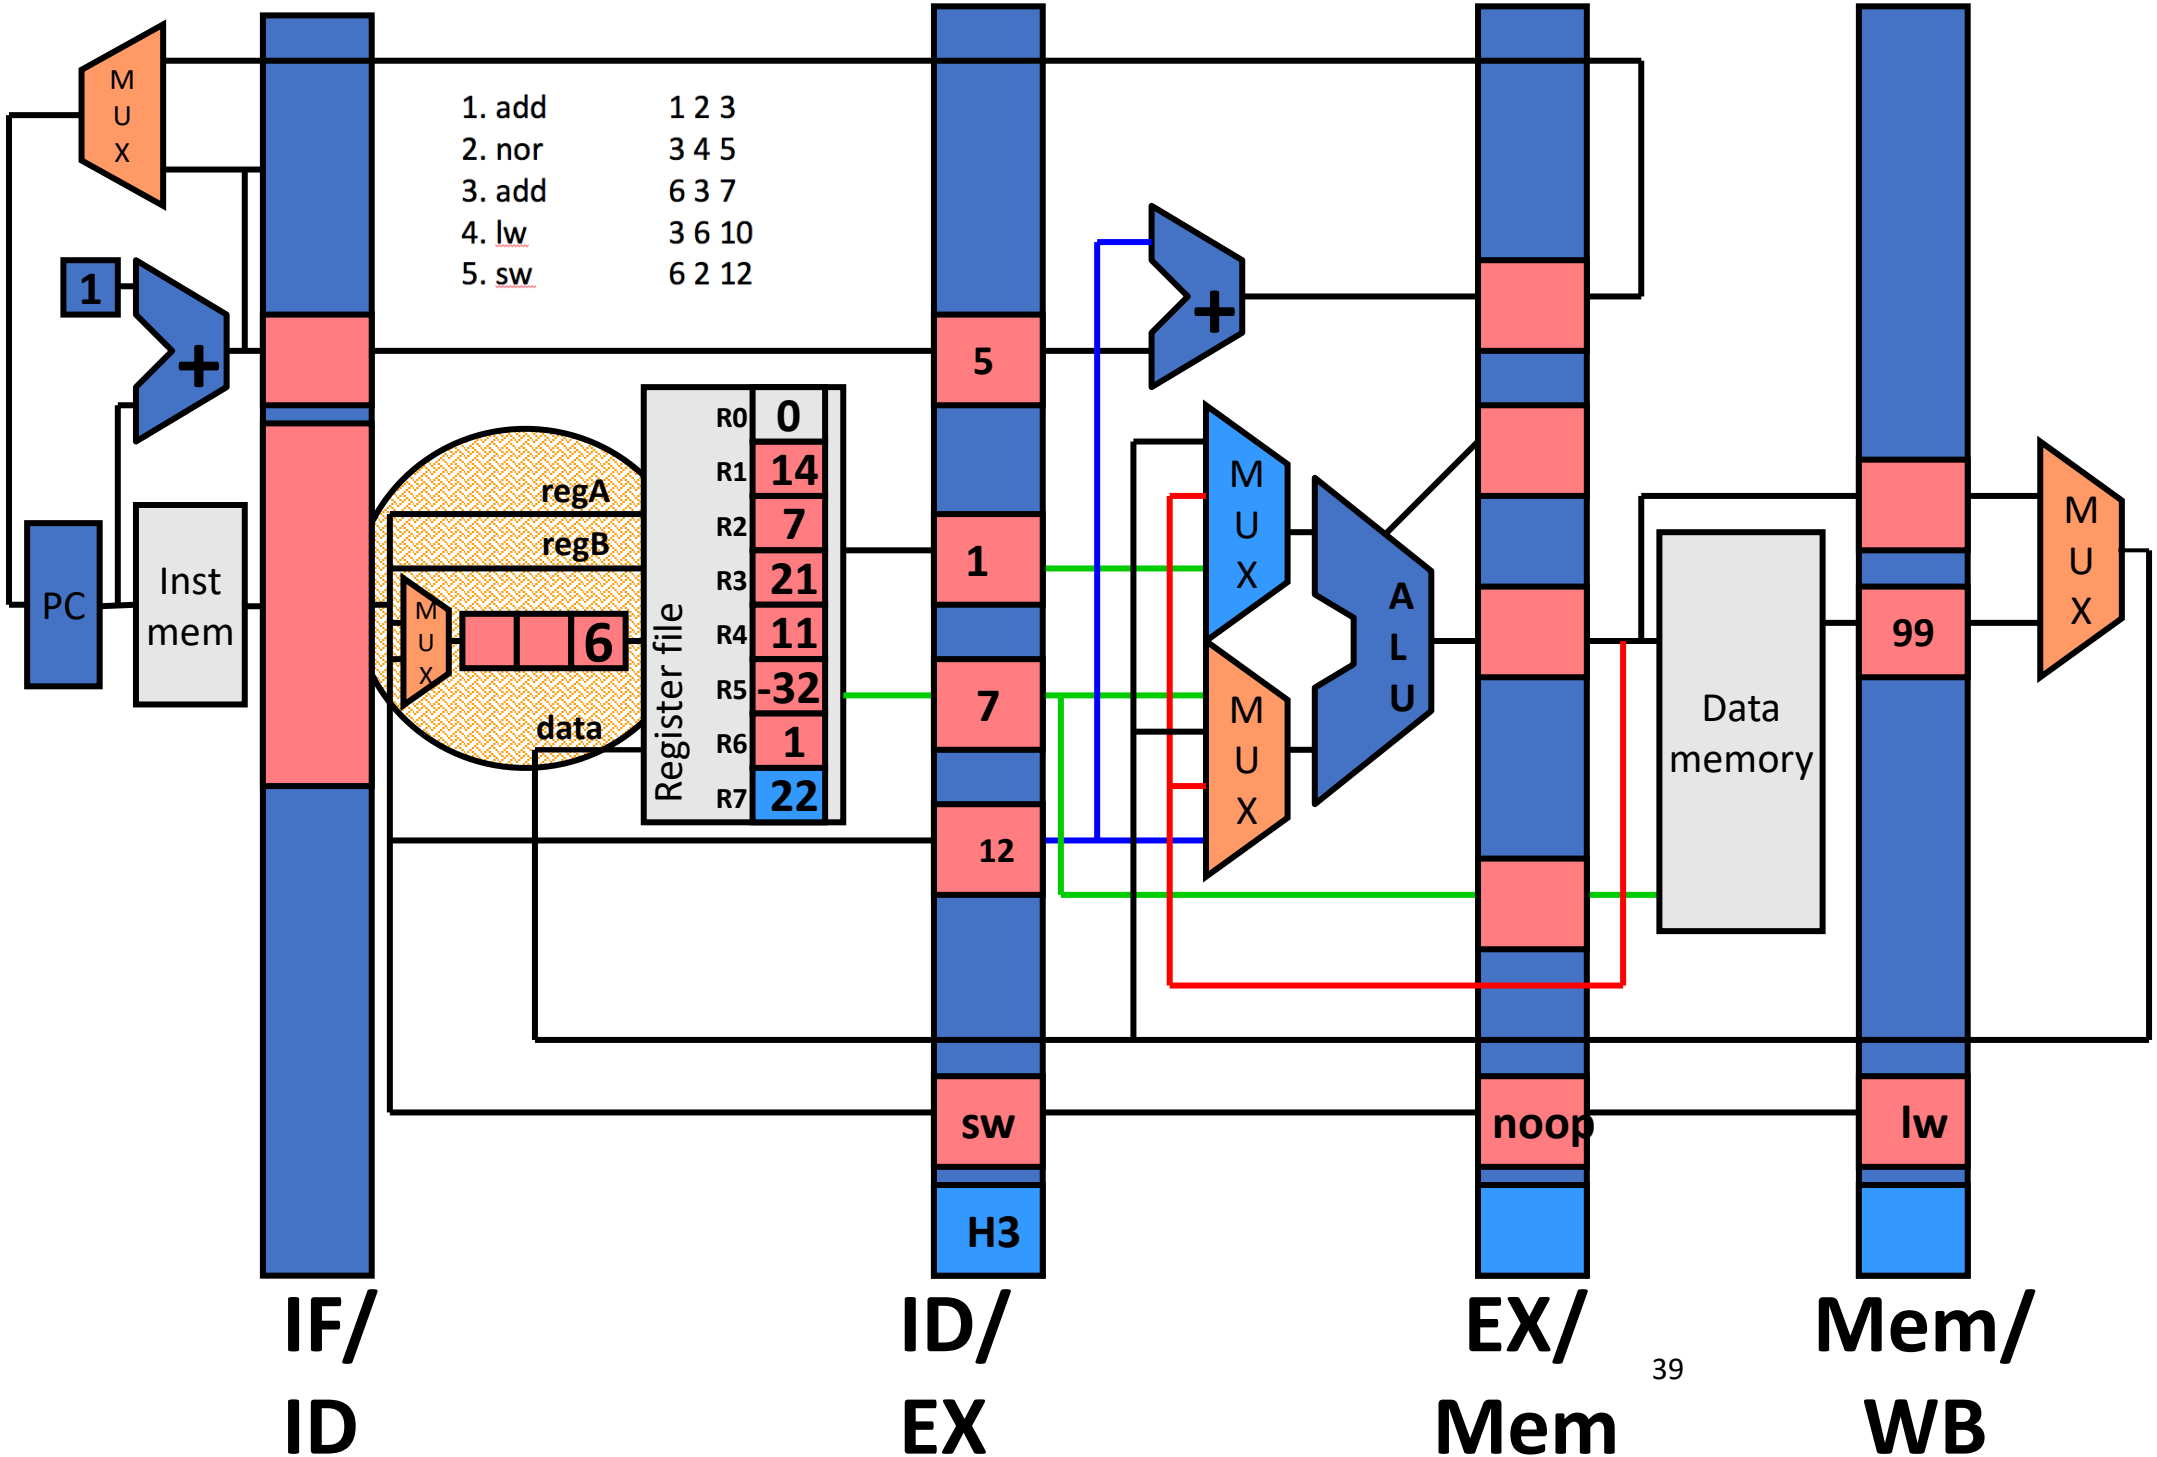 M
U
X
1. add 1 2 3
2. nor 3 4 5
3. add 6 3 7
4. lw 3 6 10
5. sw 6 2 12
1
+
+
5
R0 0
R1 14
R2 7
R3 21
R4 11
R5 -32
R6 1
R7 22
Register file
regA
regB
M
U
X
6
data
PC
Inst
mem
1
7
12
M
U
X
M
U
X
A
L
U
Data
memory
99
M
U
X
sw
noop
lw
H3
IF/
ID
ID/
EX
EX/
Mem
39
Mem/
WB